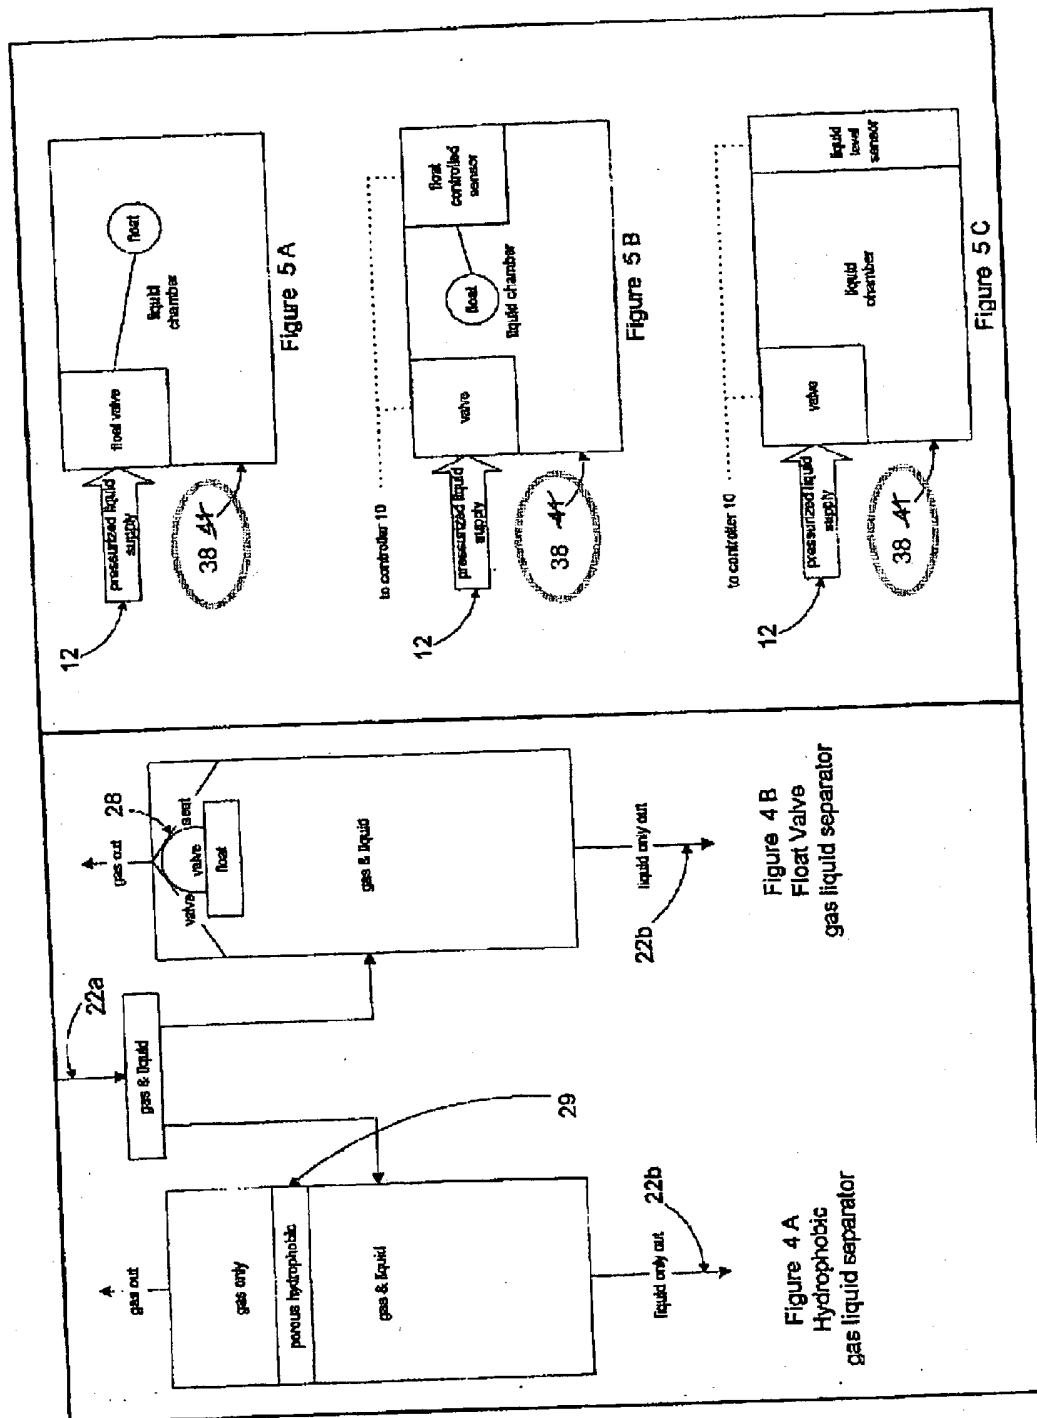 22a
gas & liquid
gas out
gas only
porous hydrophobic
gas & liquid
29
liquid only out
22b
Figure 4 A
Hydrophobic
gas liquid separator
gas out
28
valve
seat
valve
float
gas & liquid
liquid only out
22b
Figure 4 B
Float Valve
gas liquid separator
12
pressurized liquid
supply
float valve
float
liquid
chamber
38 41
Figure 5 A
to controller 10
12
pressurized liquid
supply
valve
float
float
controlled
sensor
liquid chamber
38 41
Figure 5 B
to controller 10
12
pressurized liquid
supply
valve
liquid
chamber
liquid
level
sensor
38 41
Figure 5 C